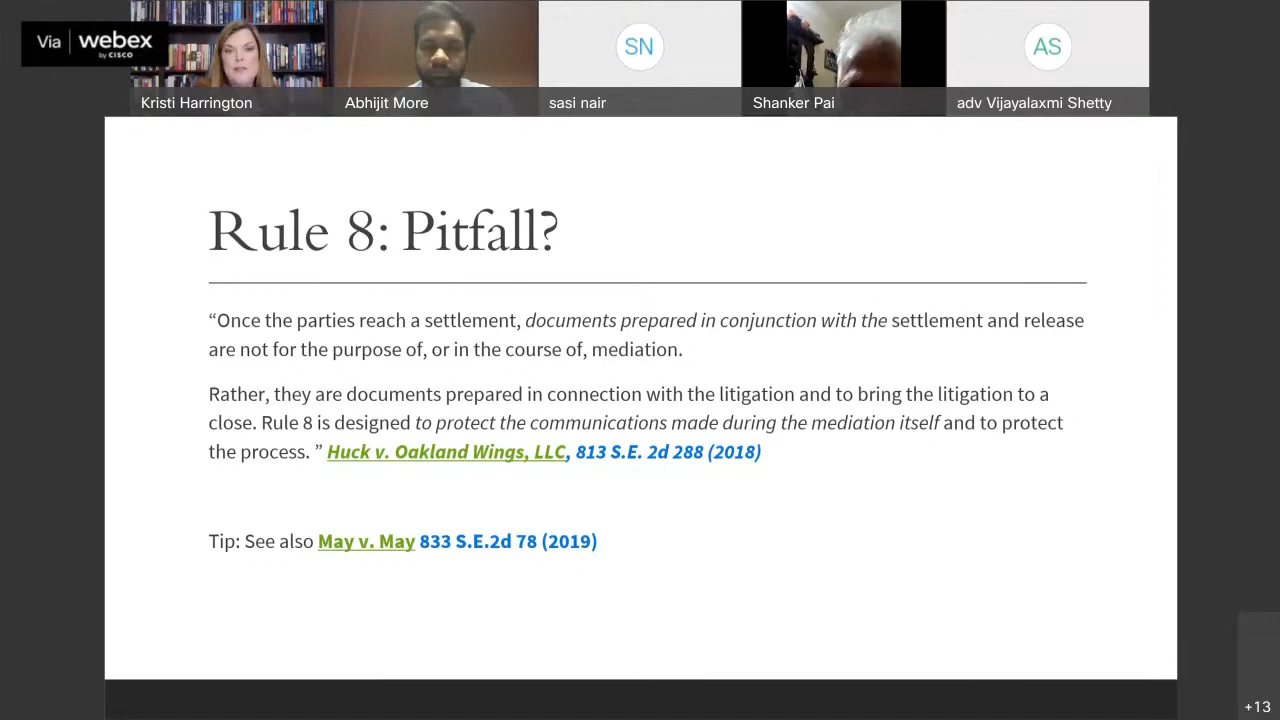 Via webex
by CISCO
SN
AS
Kristi Harrington
Abhijit More
sasi nair
Shanker Pai
adv Vijayalaxmi Shetty
Rule 8: Pitfall?
“Once the parties reach a settlement, documents prepared in conjunction with the settlement and release
are not for the purpose of, or in the course of, mediation.
Rather, they are documents prepared in connection with the litigation and to bring the litigation to a
close. Rule 8 is designed to protect the communications made during the mediation itself and to protect
the process. ” Huck v. Oakland Wings, LLC, 813 S.E. 2d 288 (2018)
Tip: See also May v. May 833 S.E.2d 78 (2019)
+13